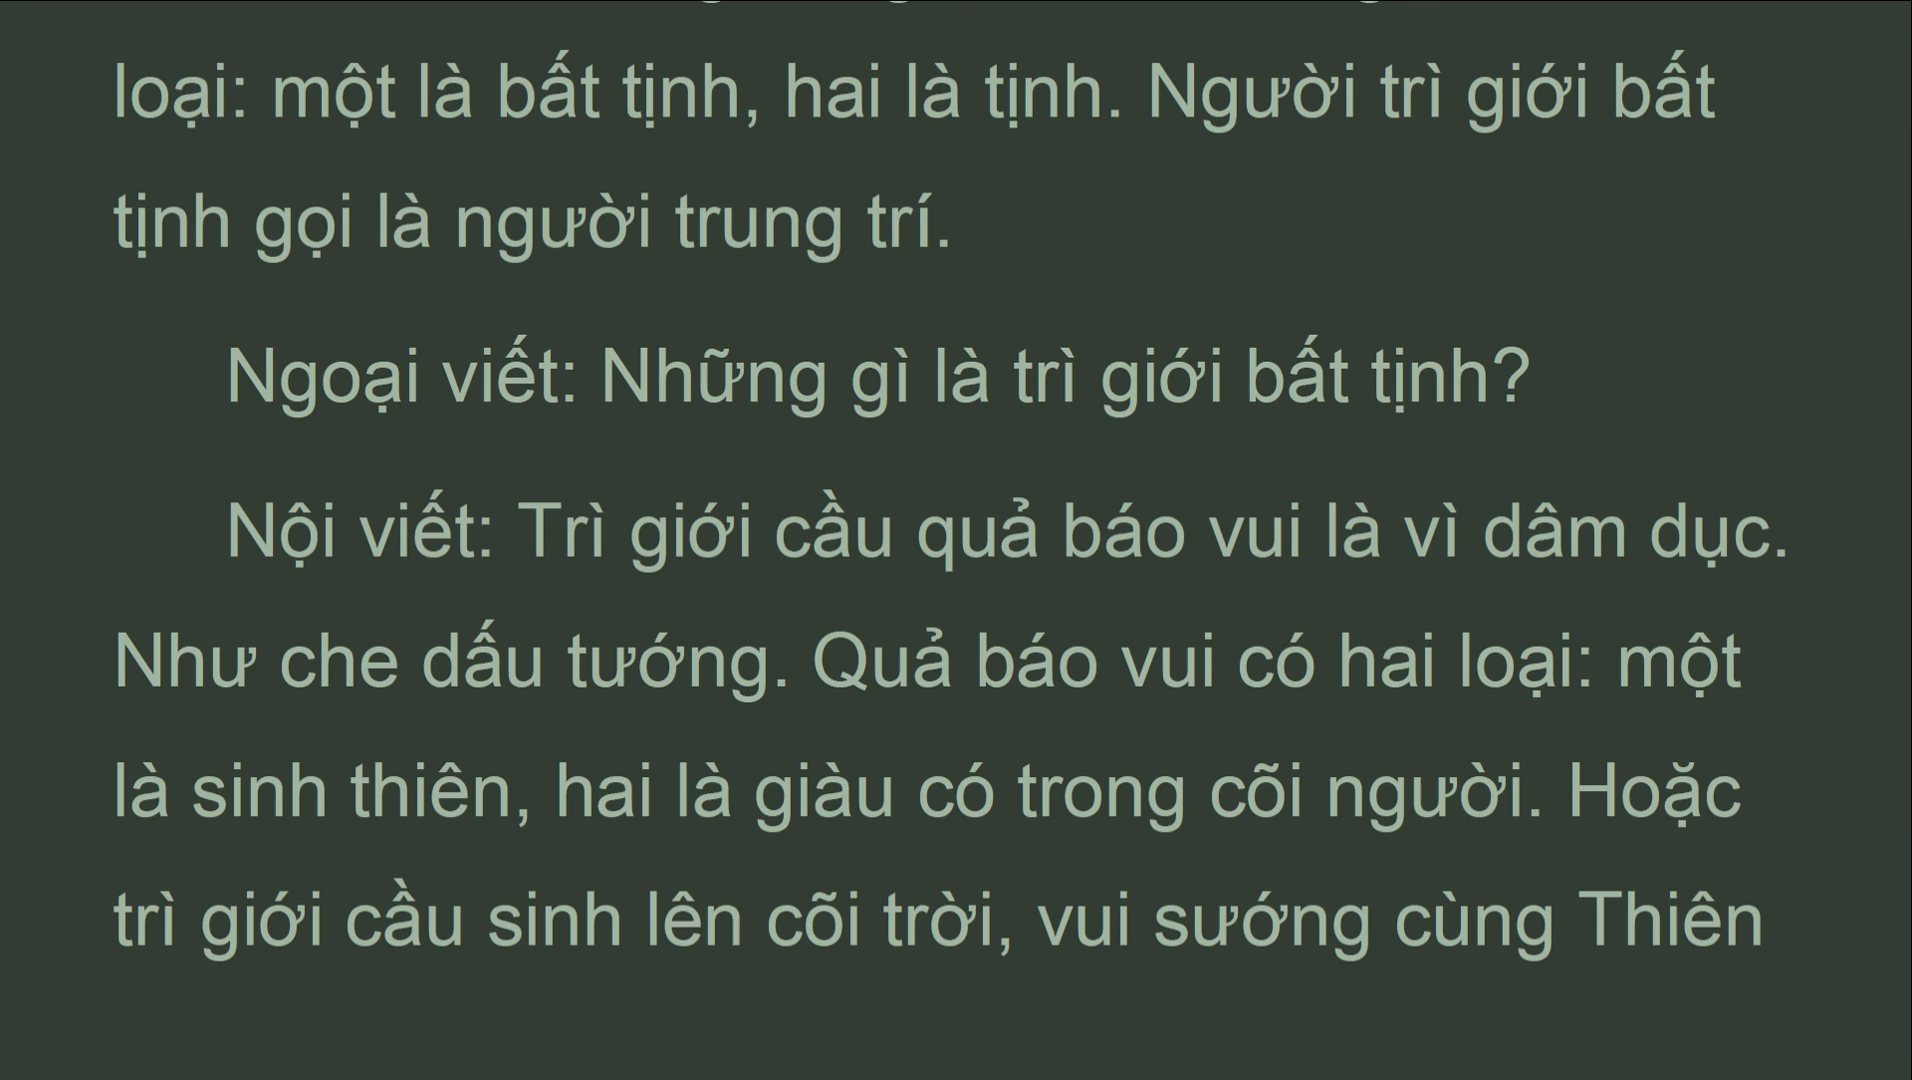 loại: một là bất tịnh, hai là tịnh. Người trì giới bất
tịnh gọi là người trung trí.
Ngoại viết: Những gì là trì giới bất tịnh?
Nội viết: Trì giới cầu quả báo vui là vì dâm dục.
Như che dấu tướng. Quả báo vui có hai loại: một
là sinh thiên, hai là giàu có trong cõi người. Hoặc
trì giới cầu sinh lên cõi trời, vui sướng cùng Thiên